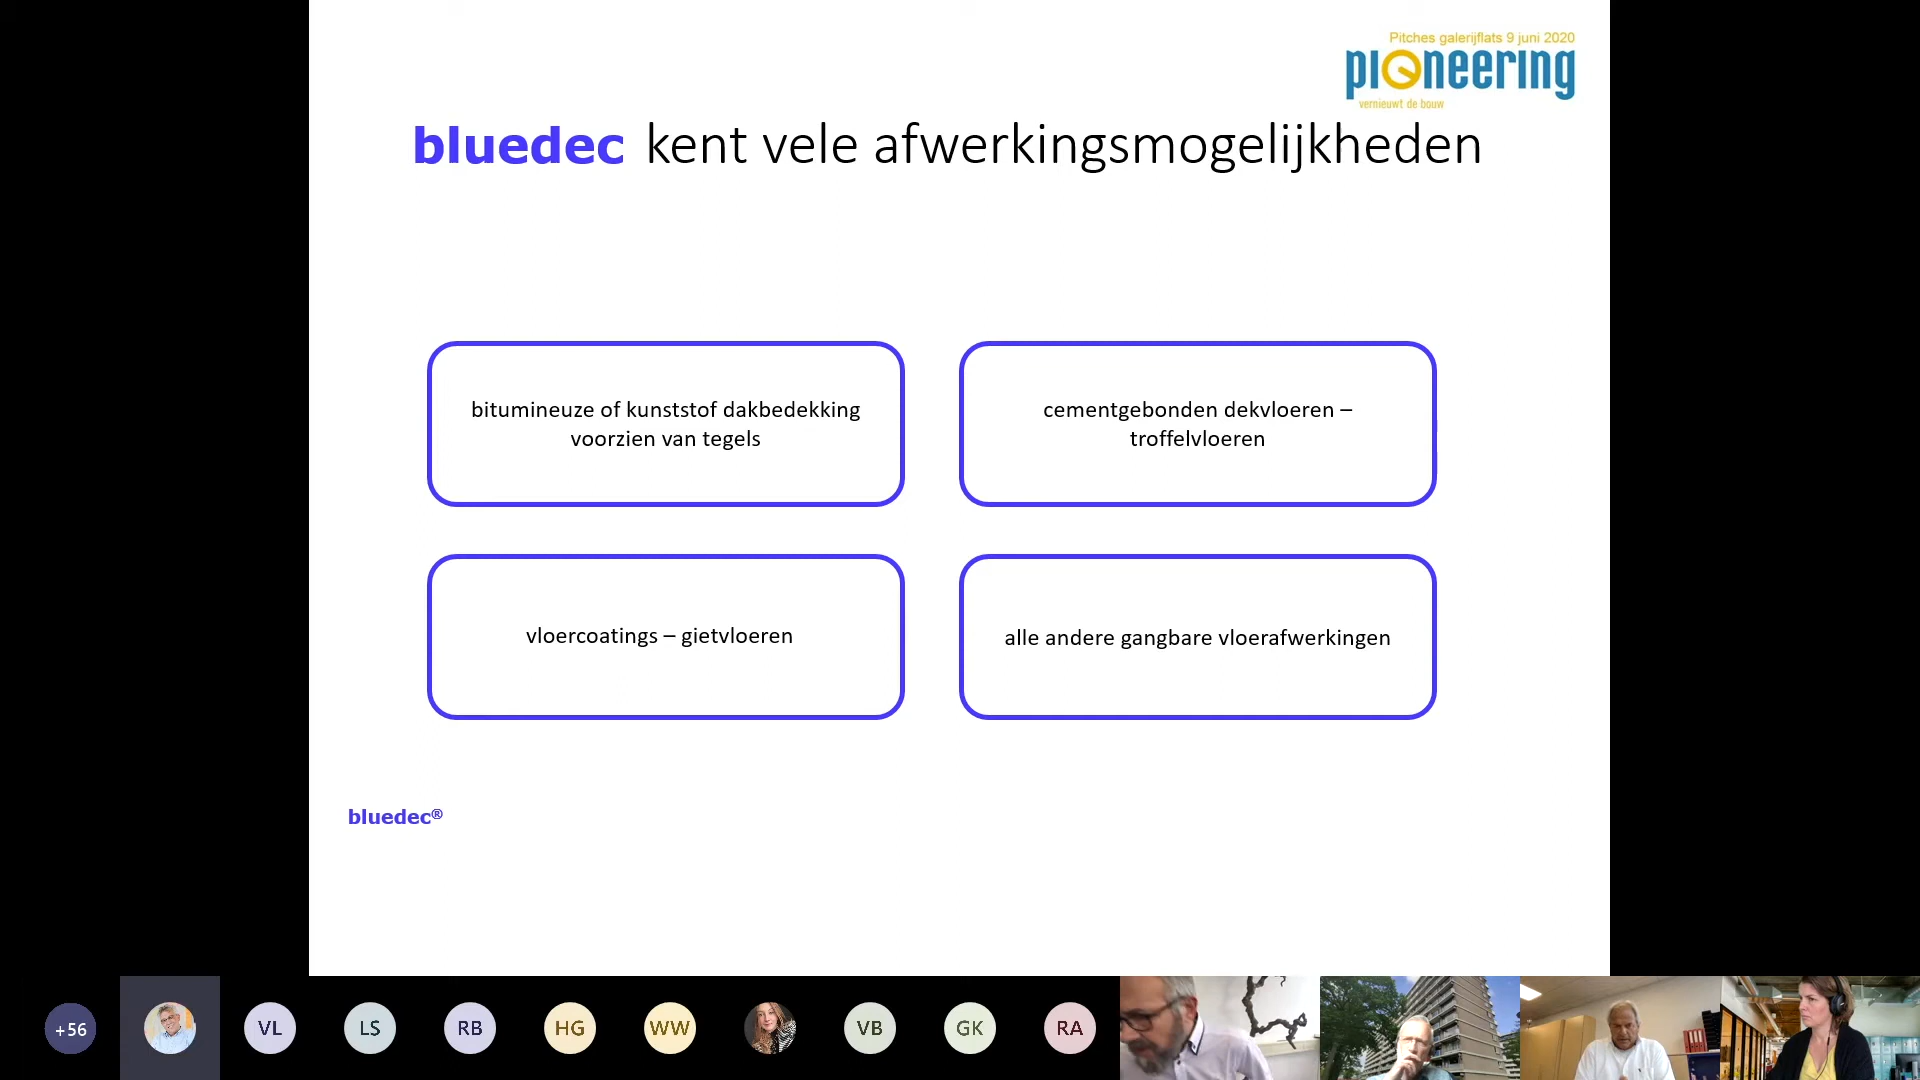 Pitches galerijflats 9 juni 2020
pioneering
vernieuwt de bouw
bluedec kent vele afwerkingsmogelijkheden
bitumineuze of kunststof dakbedekking
voorzien van tegels
cementgebonden dekvloeren –
troffelvloeren
vloercoatings – gietvloeren
alle andere gangbare vloerafwerkingen
bluedec®
+56
VL
LS
RB
HG
WW
VB
GK
RA